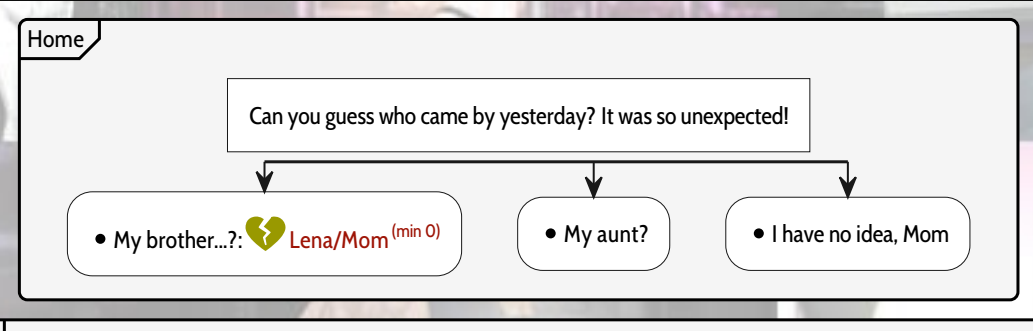 Home
Can you guess who came by yesterday? It was so unexpected!
• My brother...?: Lena/Mom (min 0)
• My aunt?
• I have no idea, Mom